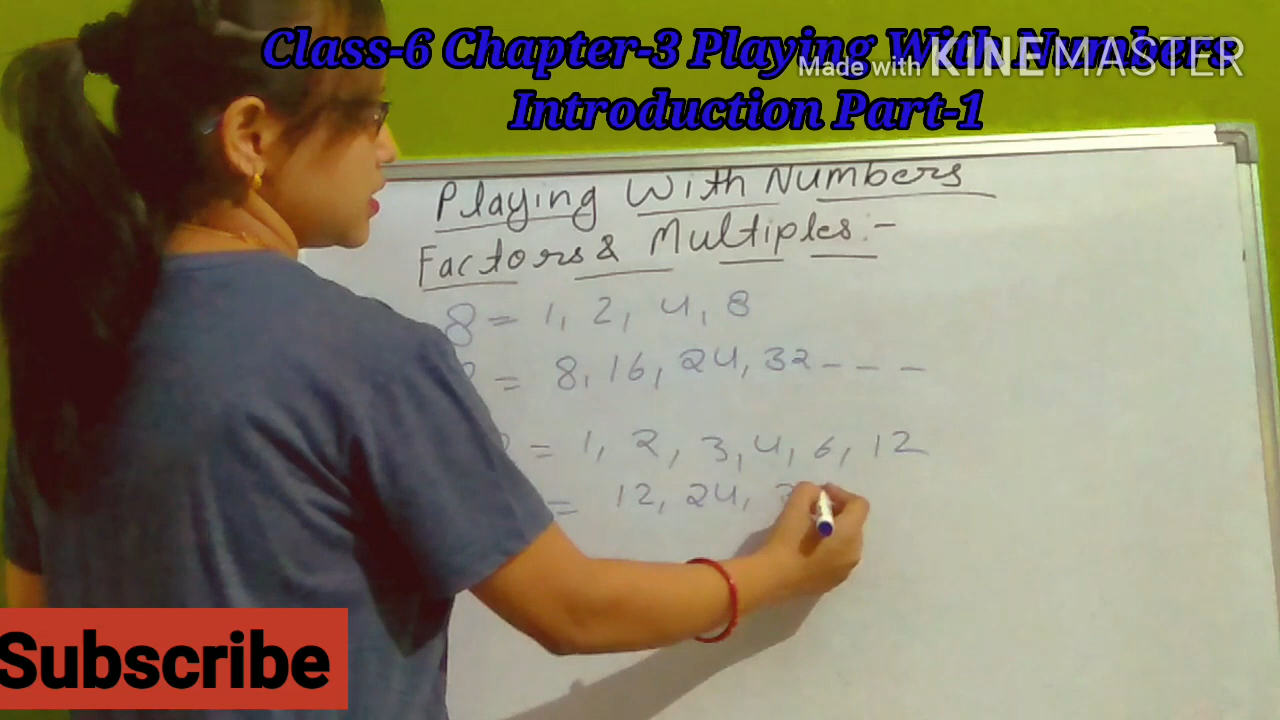 Class-6 Chapter-3 Playing With Numbers
Made with KINEMASTER
Introduction Part-1
Playing With Numbers
Factors & Multiples:-
8 = 1, 2, 4, 8
= 8, 16, 24, 32 - - -
= 1, 2, 3, 4, 6, 12
= 12, 24,
Subscribe